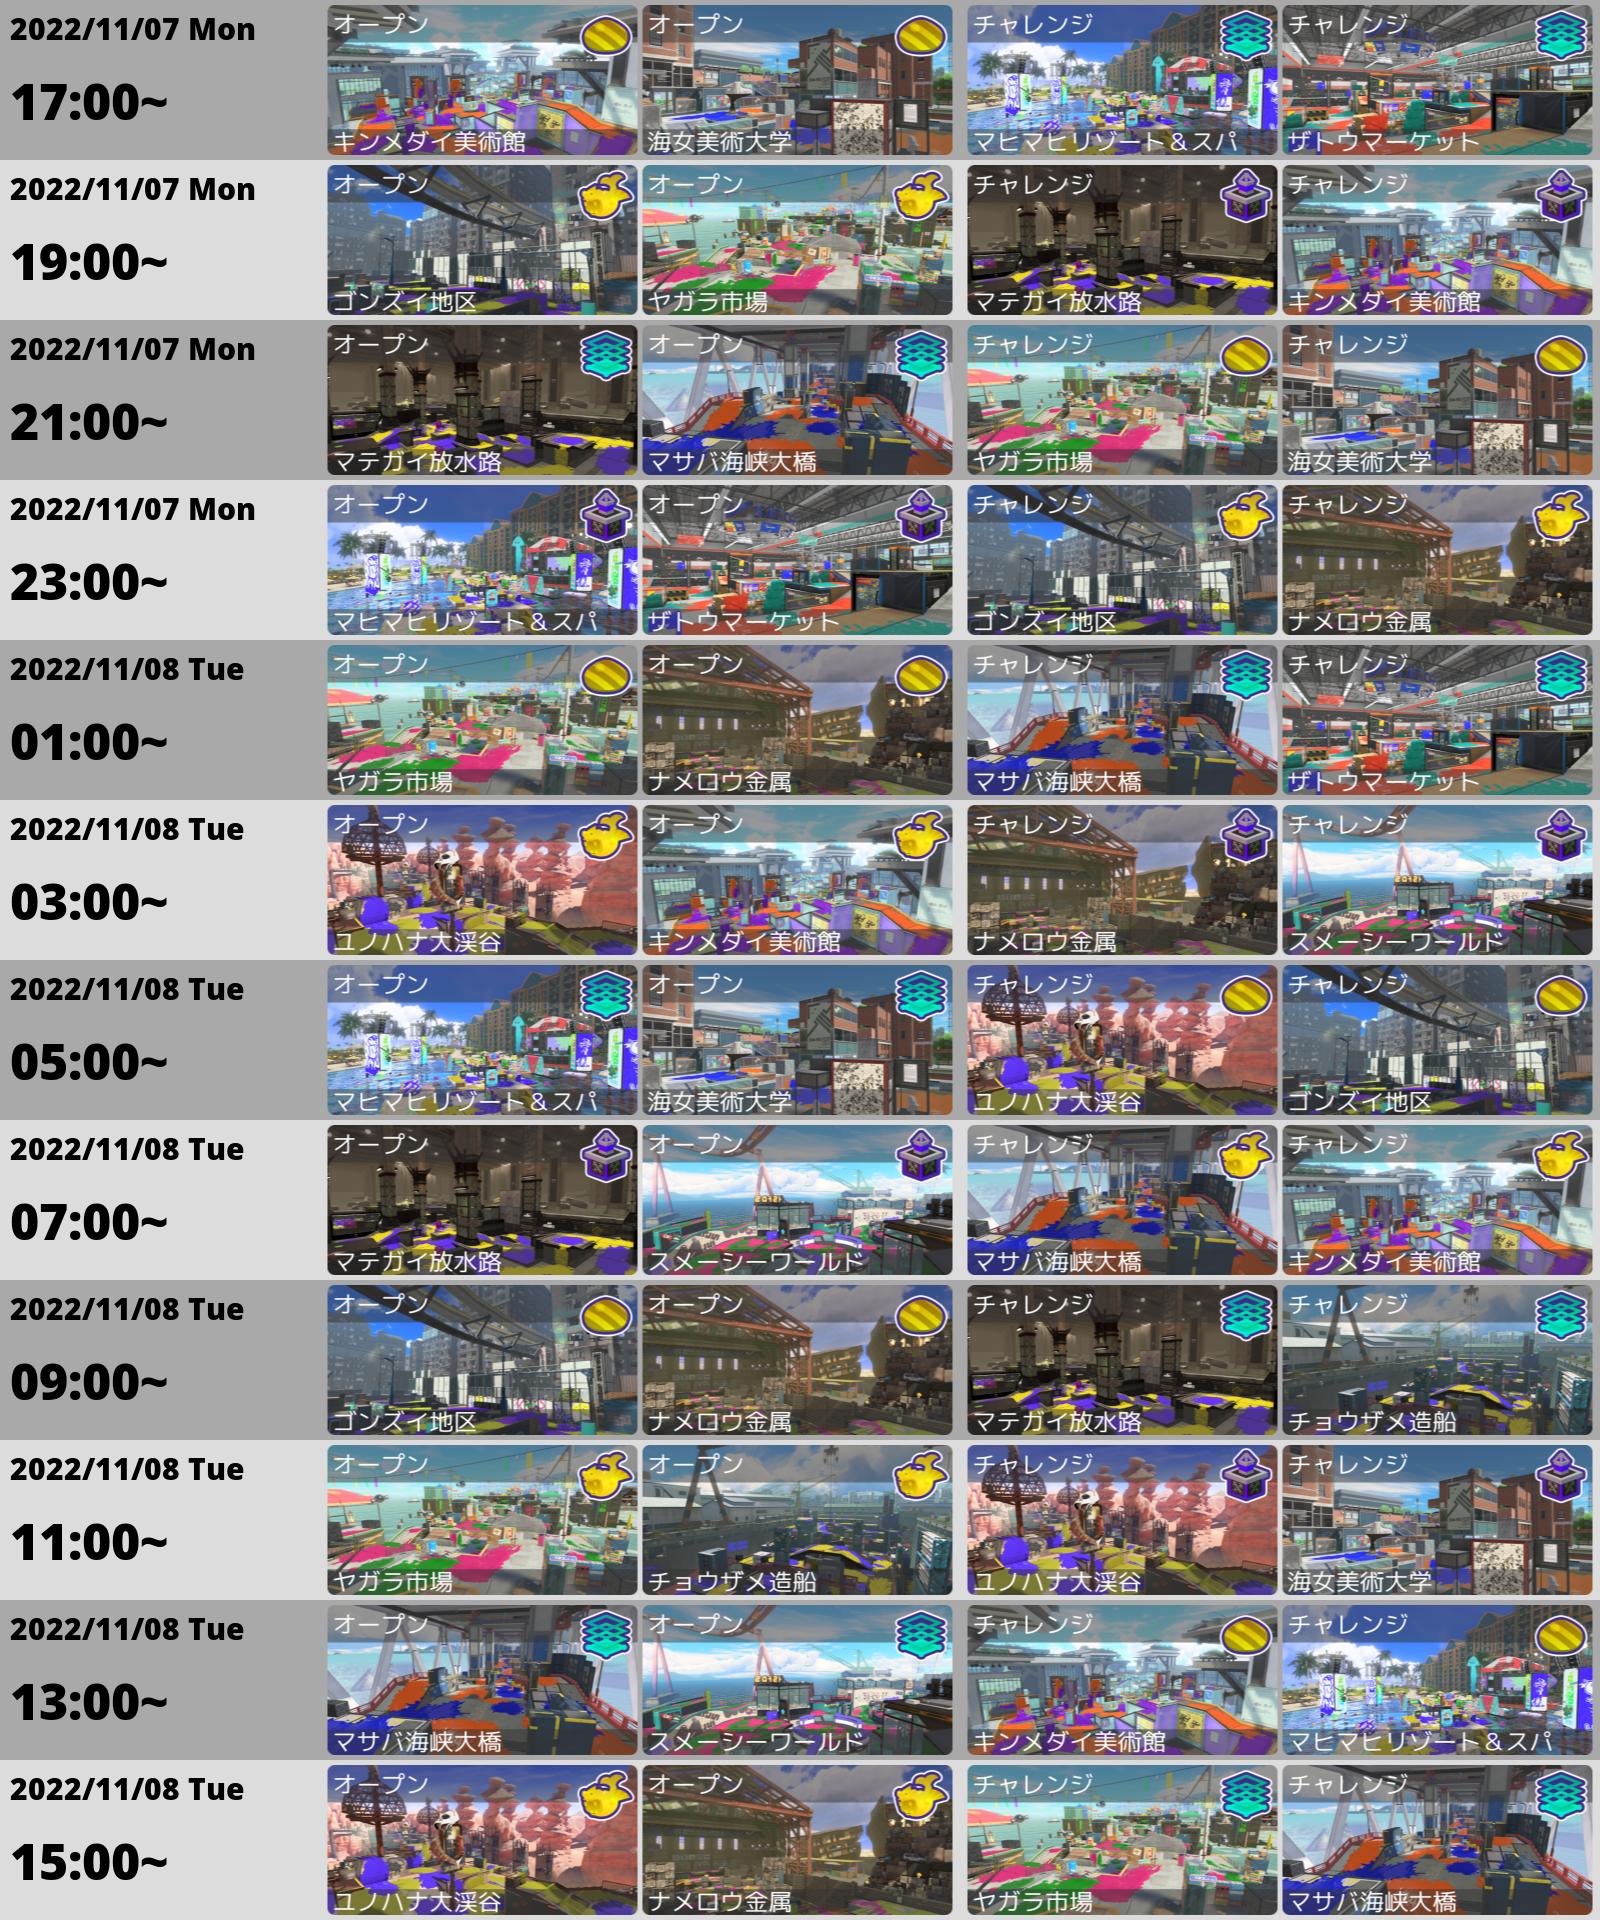 2022/11/07 Mon
17:00~
オープン
キンメダイ美術館
オープン
海女美術大学
チャレンジ
マヒマヒリゾート＆スパ
チャレンジ
ザトウマーケット
2022/11/07 Mon
19:00~
オープン
ゴンズイ地区
オープン
ヤガラ市場
チャレンジ
マテガイ放水路
チャレンジ
キンメダイ美術館
2022/11/07 Mon
21:00~
オープン
マテガイ放水路
オープン
マサバ海峡大橋
チャレンジ
ヤガラ市場
チャレンジ
海女美術大学
2022/11/07 Mon
23:00~
オープン
マヒマヒリゾート＆スパ
オープン
ザトウマーケット
チャレンジ
ゴンズイ地区
チャレンジ
ナメロウ金属
2022/11/08 Tue
01:00~
オープン
ヤガラ市場
オープン
ナメロウ金属
チャレンジ
マサバ海峡大橋
チャレンジ
ザトウマーケット
2022/11/08 Tue
03:00~
オープン
ユノハナ大渓谷
オープン
キンメダイ美術館
チャレンジ
ナメロウ金属
チャレンジ
スメーシーワールド
2022/11/08 Tue
05:00~
オープン
マヒマヒリゾート＆スパ
オープン
海女美術大学
チャレンジ
ユノハナ大渓谷
チャレンジ
ゴンズイ地区
2022/11/08 Tue
07:00~
オープン
マテガイ放水路
オープン
スメーシーワールド
チャレンジ
マサバ海峡大橋
チャレンジ
キンメダイ美術館
2022/11/08 Tue
09:00~
オープン
ゴンズイ地区
オープン
ナメロウ金属
チャレンジ
マテガイ放水路
チャレンジ
チョウザメ造船
2022/11/08 Tue
11:00~
オープン
ヤガラ市場
オープン
チョウザメ造船
チャレンジ
ユノハナ大渓谷
チャレンジ
海女美術大学
2022/11/08 Tue
13:00~
オープン
マサバ海峡大橋
オープン
スメーシーワールド
チャレンジ
キンメダイ美術館
チャレンジ
マヒマヒリゾート＆スパ
2022/11/08 Tue
15:00~
オープン
ユノハナ大渓谷
オープン
ナメロウ金属
チャレンジ
ヤガラ市場
チャレンジ
マサバ海峡大橋